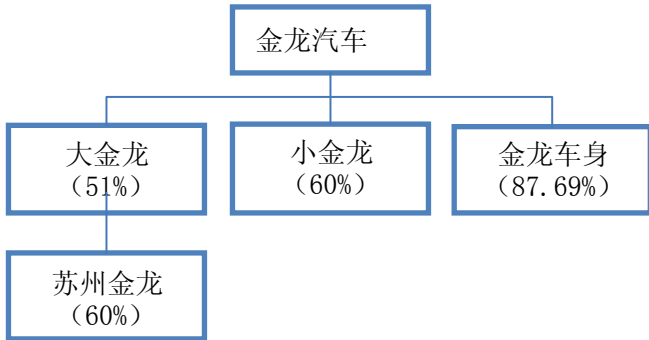 金龙汽车
大金龙
（51%）
小金龙
（60%）
金龙车身
（87.69%）
苏州金龙
（60%）